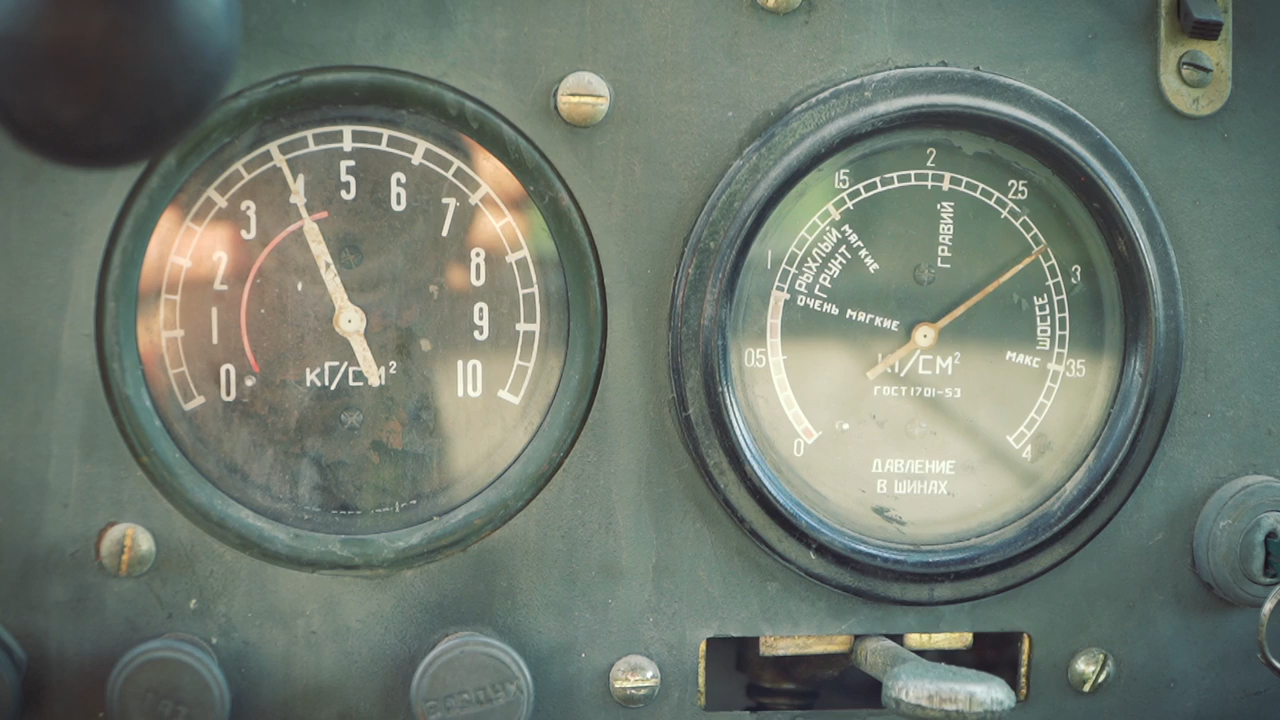 0
1
2
3
4
5
6
7
8
9
10
КГ/СМ²
0
0.5
1
1.5
2
2.5
3
3.5
4
РЫХЛЫЙ
ГРУНТ
МЯГКИЕ
ОЧЕНЬ МЯГКИЕ
ГРАВИЙ
ШОССЕ
МАКС
КГ/СМ²
ГОСТ 1701-53
ДАВЛЕНИЕ
В ШИНАХ